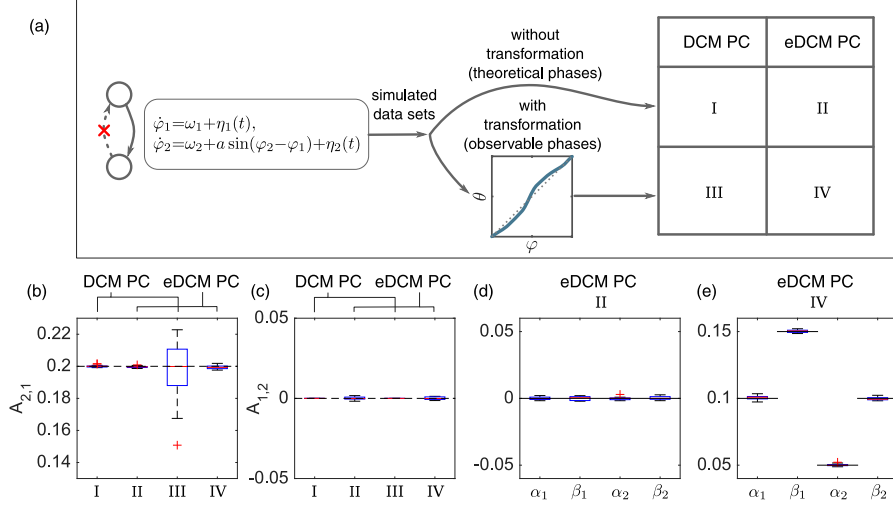 (a)
φ̇₁=ω₁+η₁(t),
φ̇₂=ω₂+a sin(φ₂−φ₁)+η₂(t)
simulated
data sets
without
transformation
(theoretical phases)
with
transformation
(observable phases)
θ
φ
DCM PC eDCM PC
I II
III IV
(b)
DCM PC eDCM PC
A₂,₁
0.22
0.2
0.18
0.16
0.14
I II III IV
(c)
DCM PC eDCM PC
A₁,₂
0.05
0
-0.05
I II III IV
(d)
eDCM PC
II
0.05
0
-0.05
α₁ β₁ α₂ β₂
(e)
eDCM PC
IV
0.15
0.1
0.05
α₁ β₁ α₂ β₂